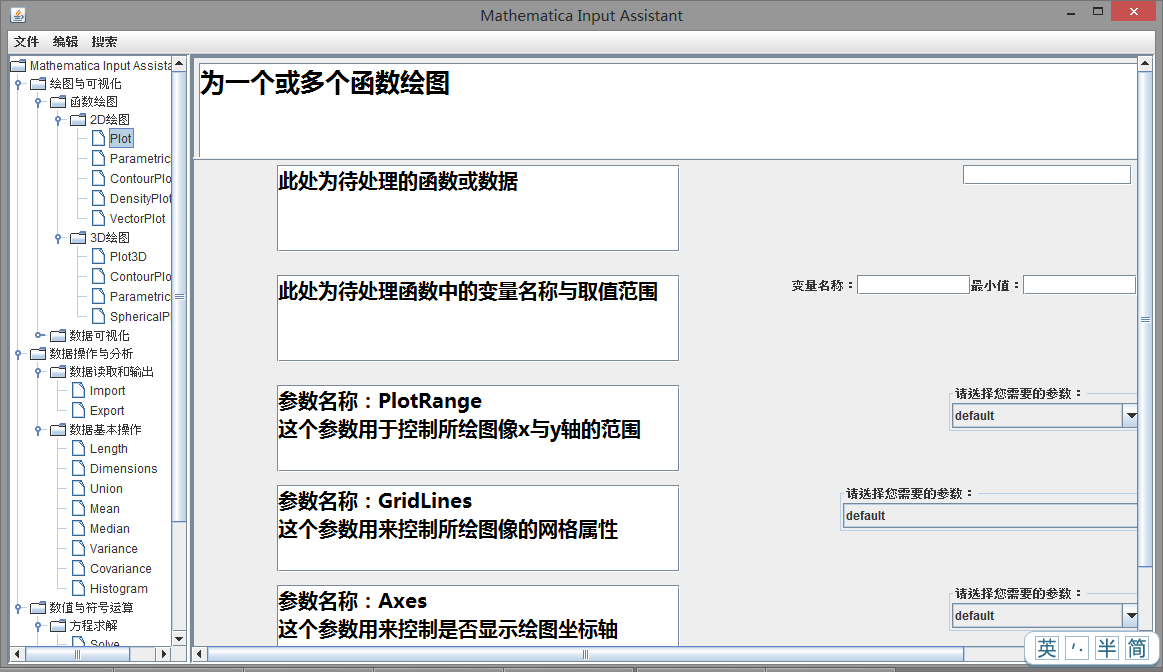 Mathematica Input Assistant
文件 编辑 搜索
Mathematica Input Assista
绘图与可视化
函数绘图
2D绘图
Plot
Parametric
ContourPlo
DensityPlot
VectorPlot
3D绘图
Plot3D
ContourPlo
Parametric
SphericalPl
数据可视化
数据操作与分析
数据读取和输出
Import
Export
数据基本操作
Length
Dimensions
Union
Mean
Median
Variance
Covariance
Histogram
数值与符号运算
方程求解
Solve
为一个或多个函数绘图
此处为待处理的函数或数据
此处为待处理函数中的变量名称与取值范围
变量名称： 最小值：
参数名称：PlotRange
这个参数用于控制所绘图像x与y轴的范围
请选择您需要的参数：
default
参数名称：GridLines
这个参数用来控制所绘图像的网格属性
请选择您需要的参数：
default
参数名称：Axes
这个参数用来控制是否显示绘图坐标轴
请选择您需要的参数：
default
英 半 简